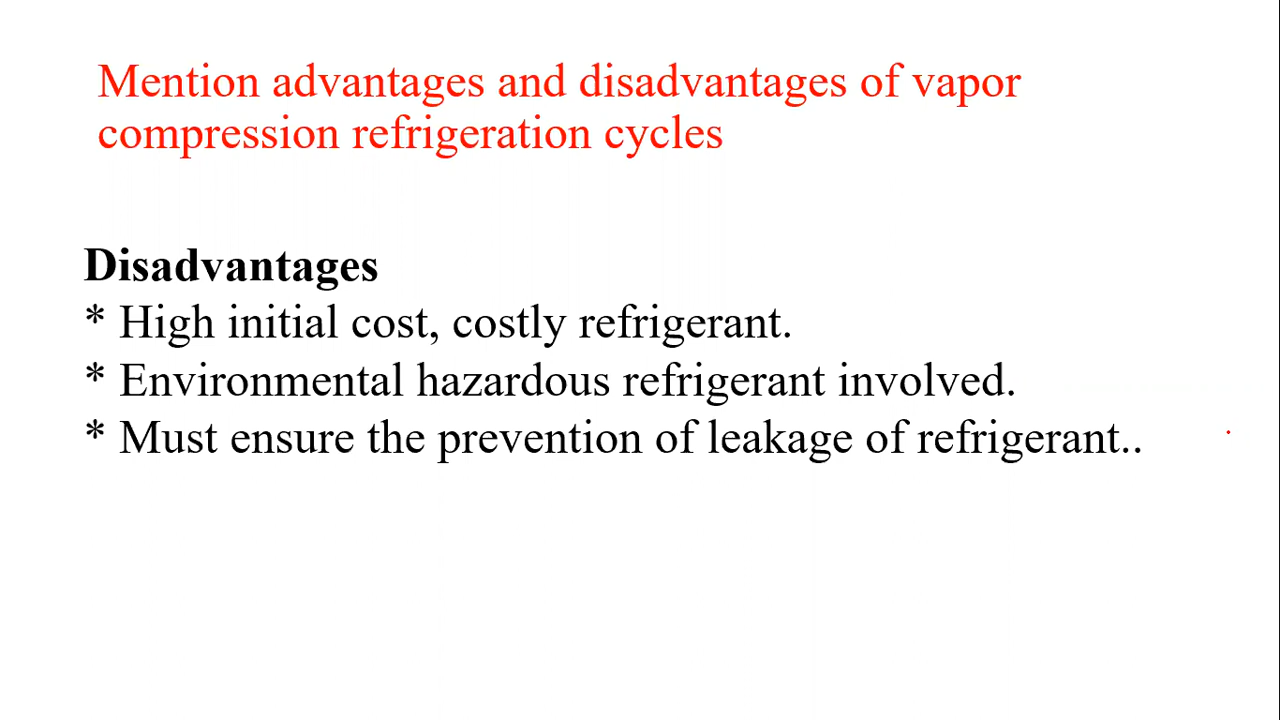 Mention advantages and disadvantages of vapor
compression refrigeration cycles
Disadvantages
* High initial cost, costly refrigerant.
* Environmental hazardous refrigerant involved.
* Must ensure the prevention of leakage of refrigerant..